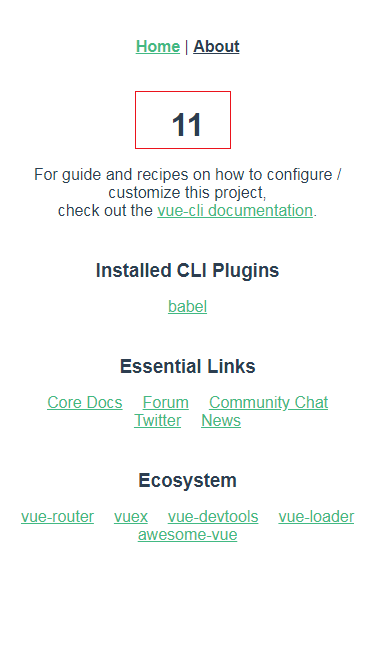 Home | About
11
For guide and recipes on how to configure /
customize this project,
check out the vue-cli documentation.
Installed CLI Plugins
babel
Essential Links
Core Docs Forum Community Chat
Twitter News
Ecosystem
vue-router vuex vue-devtools vue-loader
awesome-vue